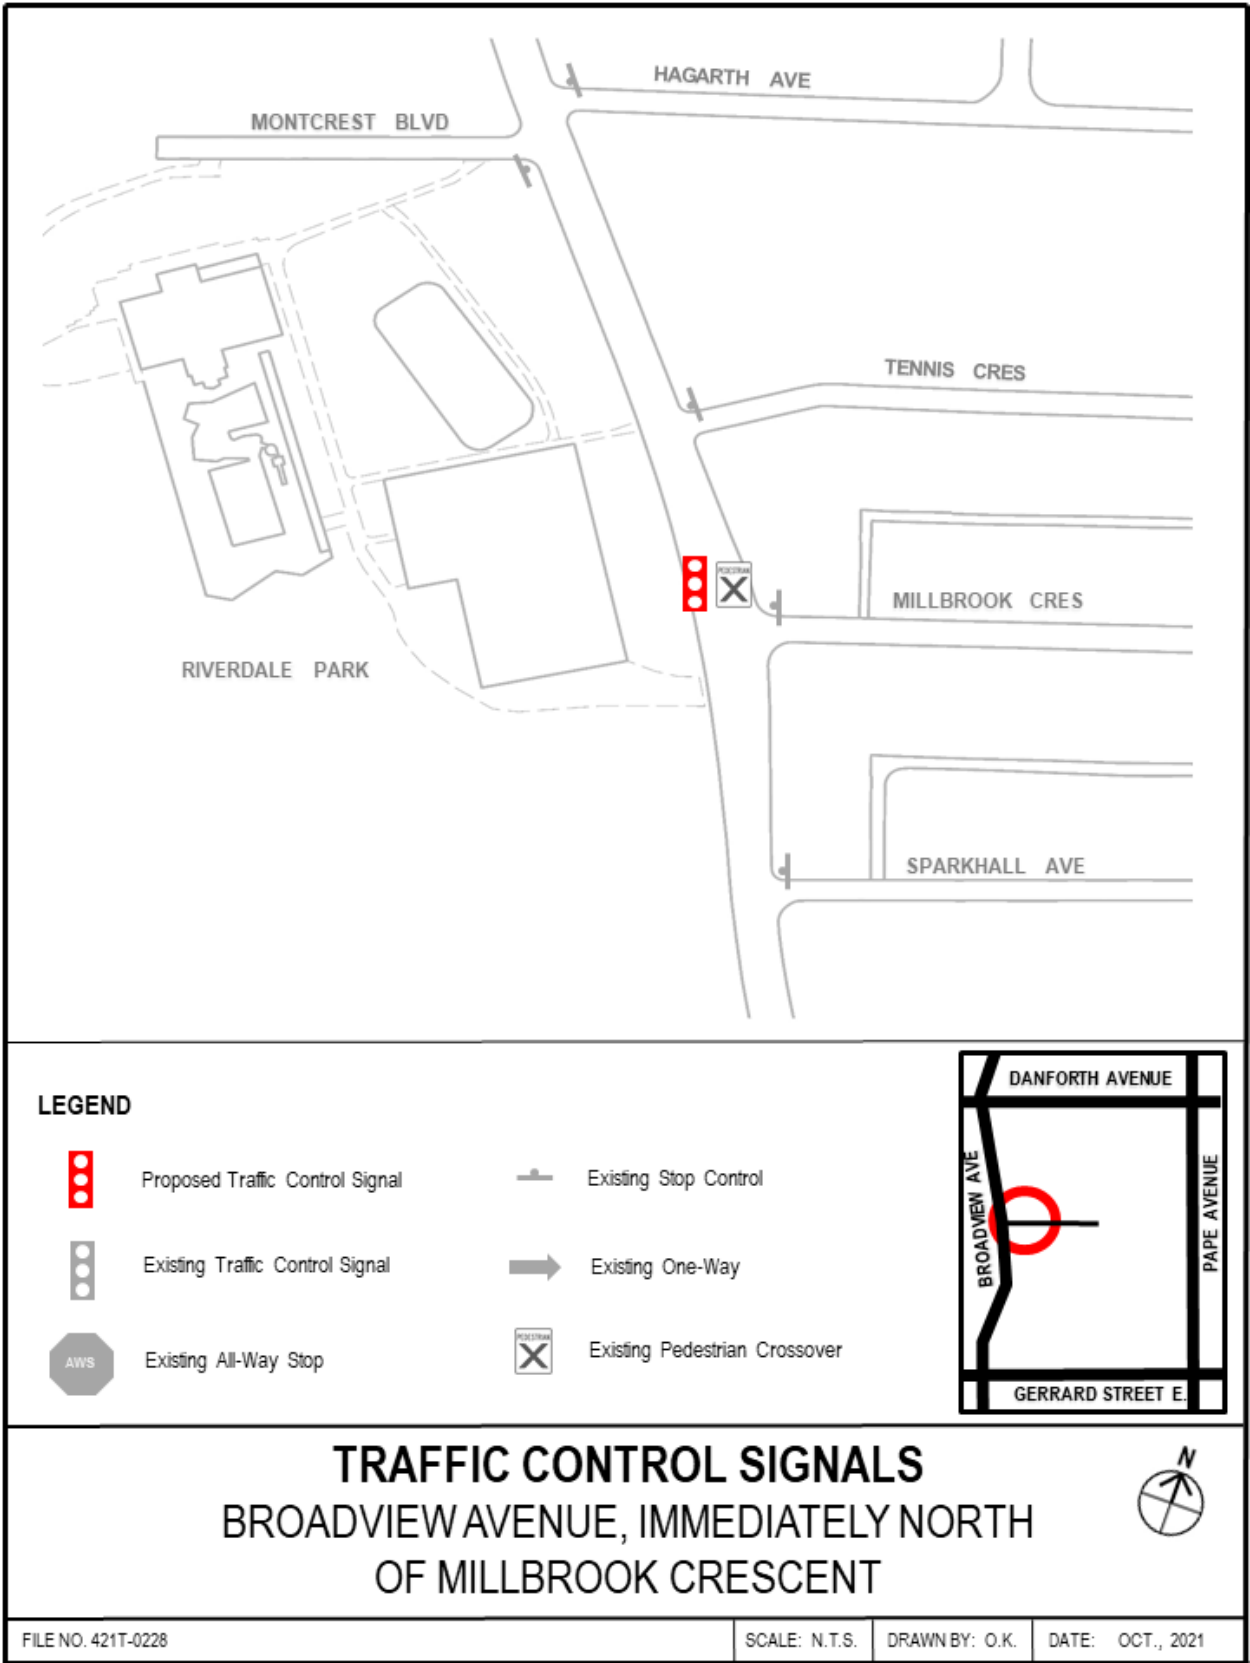 HAGARTH AVE
MONTCREST BLVD
TENNIS CRES
PEDESTRIAN
X
MILLBROOK CRES
RIVERDALE PARK
SPARKHALL AVE
LEGEND
Proposed Traffic Control Signal
Existing Stop Control
Existing Traffic Control Signal
Existing One-Way
AWS
Existing All-Way Stop
PEDESTRIAN
X
Existing Pedestrian Crossover
DANFORTH AVENUE
BROADVIEW AVE
PAPE AVENUE
GERRARD STREET E.
TRAFFIC CONTROL SIGNALS
BROADVIEW AVENUE, IMMEDIATELY NORTH
OF MILLBROOK CRESCENT
N
FILE NO. 421T-0228
SCALE: N.T.S.
DRAWN BY: O.K.
DATE: OCT., 2021